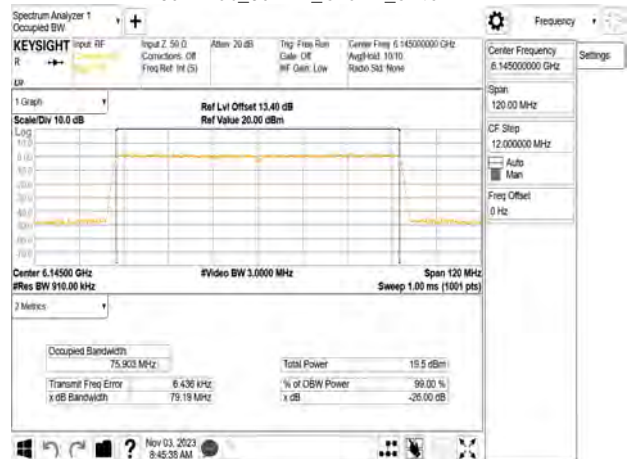 Spectrum Analyzer 1
Occupied BW
Frequency
KEYSIGHT
Input: RF
R
Input Z: 50 Ω
Corrections: Off
Freq Ref: Int (S)
Atten: 20 dB
Trig: Free Run
Gate: Off
#IF Gain: Low
Center Freq: 6.145000000 GHz
Avg|Hold: 10/10
Radio Std: None
Center Frequency
6.145000000 GHz
Settings
Span
120.00 MHz
CF Step
12.000000 MHz
Auto
Man
Freq Offset
0 Hz
1 Graph
Scale/Div 10.0 dB
Ref Lvl Offset 13.40 dB
Ref Value 20.00 dBm
Log
10.0
0.00
Center 6.14500 GHz
#Res BW 910.00 kHz
#Video BW 3.0000 MHz
Span 120 MHz
Sweep 1.00 ms (1001 pts)
2 Metrics
Occupied Bandwidth
75.903 MHz
Total Power
19.5 dBm
Transmit Freq Error
6.436 kHz
% of OBW Power
99.00 %
x dB Bandwidth
79.19 MHz
x dB
-26.00 dB
?
Nov 03, 2023
8:45:38 AM